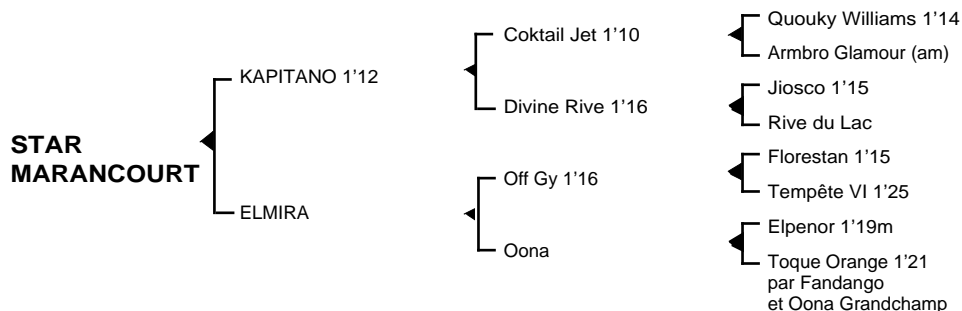 STAR
MARANCOURT
KAPITANO 1’12
ELMIRA
Coktail Jet 1’10
Divine Rive 1’16
Off Gy 1’16
Oona
Quouky Williams 1’14
Armbro Glamour (am)
Jiosco 1’15
Rive du Lac
Florestan 1’15
Tempête VI 1’25
Elpenor 1’19m
Toque Orange 1’21
par Fandango
et Oona Grandchamp